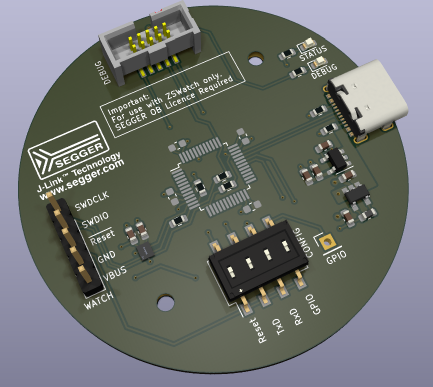 DEBUG
STATUS
DEBUG
Important:
For use with ZSWatch only.
SEGGER OB Licence Required
SEGGER
J-Link™ Technology
www.segger.com
SWDCLK
SWDIO
Reset
GND
VBUS
WATCH
CONFIG
GPIO
Reset
TxD
RxD
GPIO